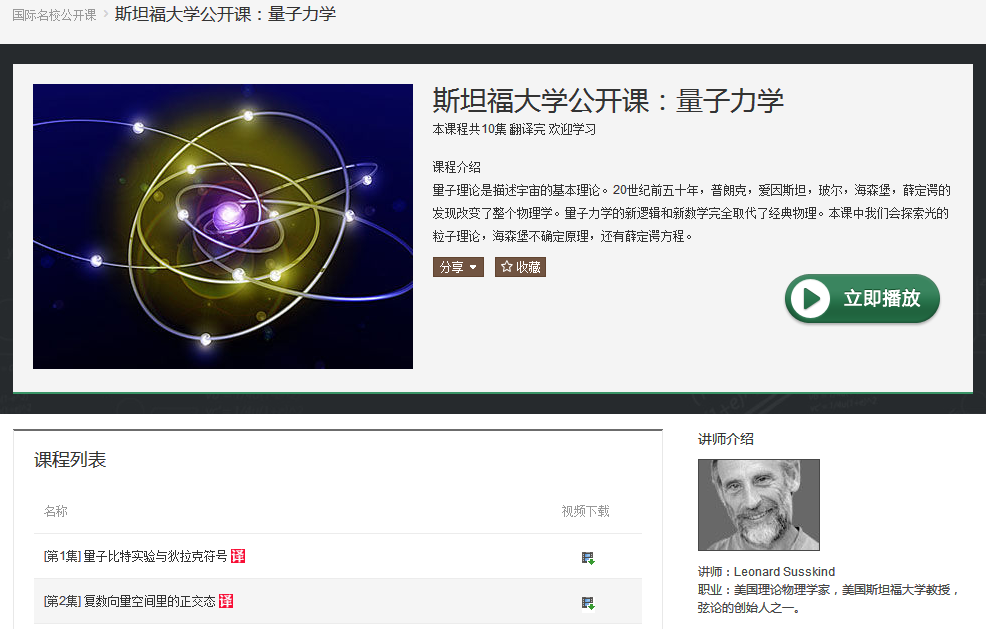 国际名校公开课 › 斯坦福大学公开课：量子力学
斯坦福大学公开课：量子力学
本课程共10集 翻译完 欢迎学习
课程介绍
量子理论是描述宇宙的基本理论。20世纪前五十年，普朗克，爱因斯坦，玻尔，海森堡，薛定谔的
发现改变了整个物理学。量子力学的新逻辑和新数学完全取代了经典物理。本课中我们会探索光的
粒子理论，海森堡不确定原理，还有薛定谔方程。
分享 收藏
立即播放
课程列表
名称 视频下载
[第1集] 量子比特实验与狄拉克符号 译
[第2集] 复数向量空间里的正交态 译
讲师介绍
讲师：Leonard Susskind
职业：美国理论物理学家，美国斯坦福大学教授，
弦论的创始人之一。